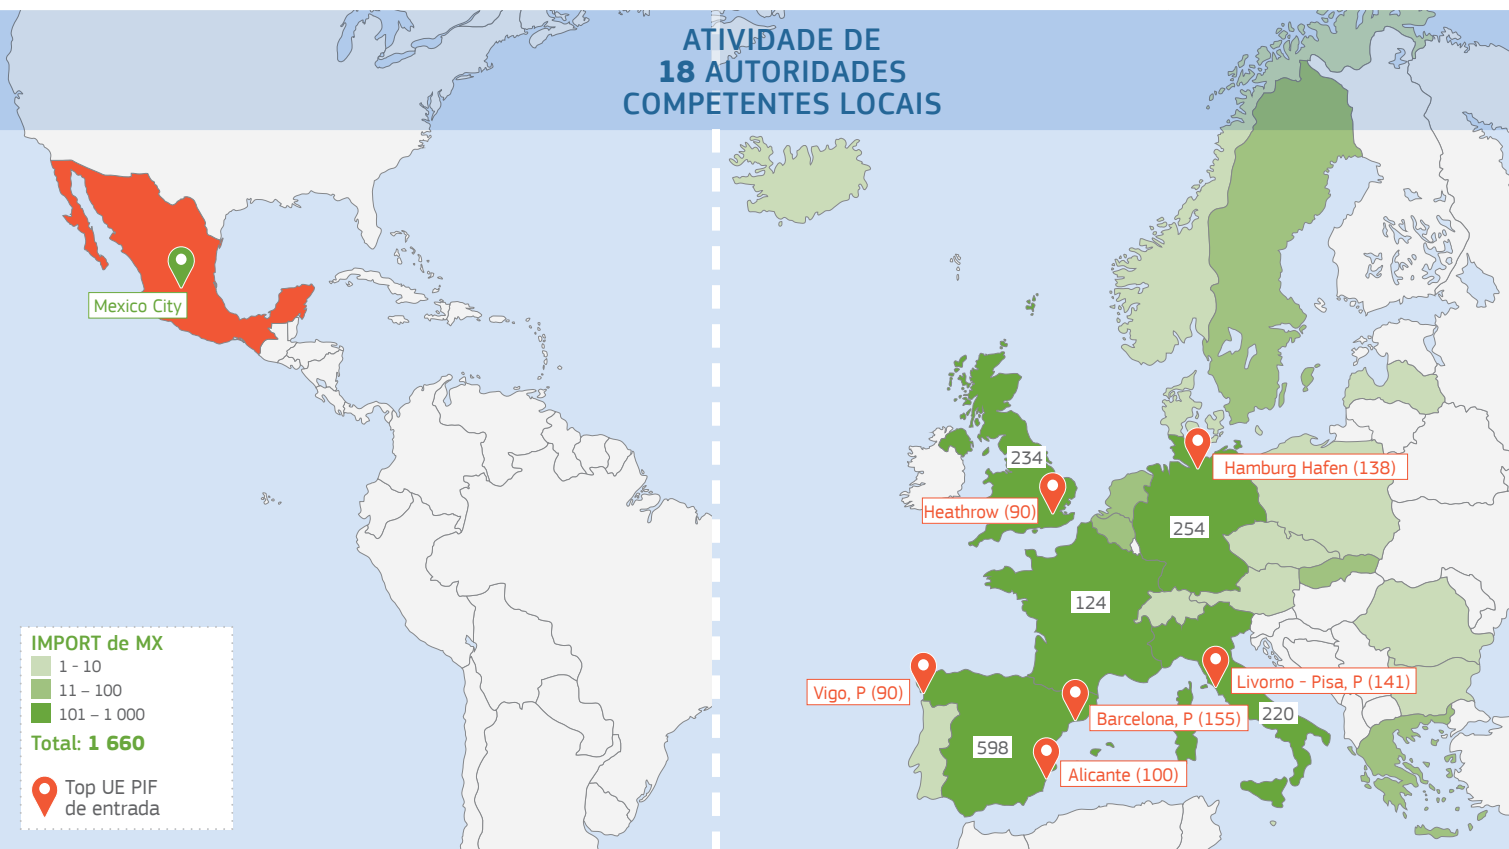 ATIVIDADE DE
18 AUTORIDADES
COMPETENTES LOCAIS
Mexico City
234
Heathrow (90)
Hamburg Hafen (138)
254
124
Vigo, P (90)
Livorno - Pisa, P (141)
Barcelona, P (155)
220
598
Alicante (100)
IMPORT de MX
1 - 10
11 – 100
101 – 1 000
Total: 1 660
Top UE PIF
de entrada